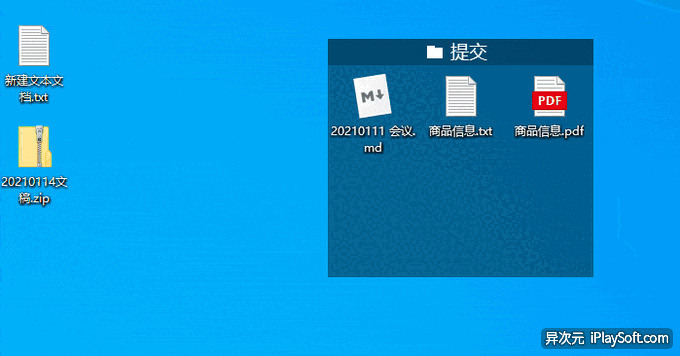 提交
新建文本文
档.txt
20210111 会议.
md
商品信息.txt
商品信息.pdf
M
PDF
20210114文
稿.zip
异次元 iPlaySoft.com